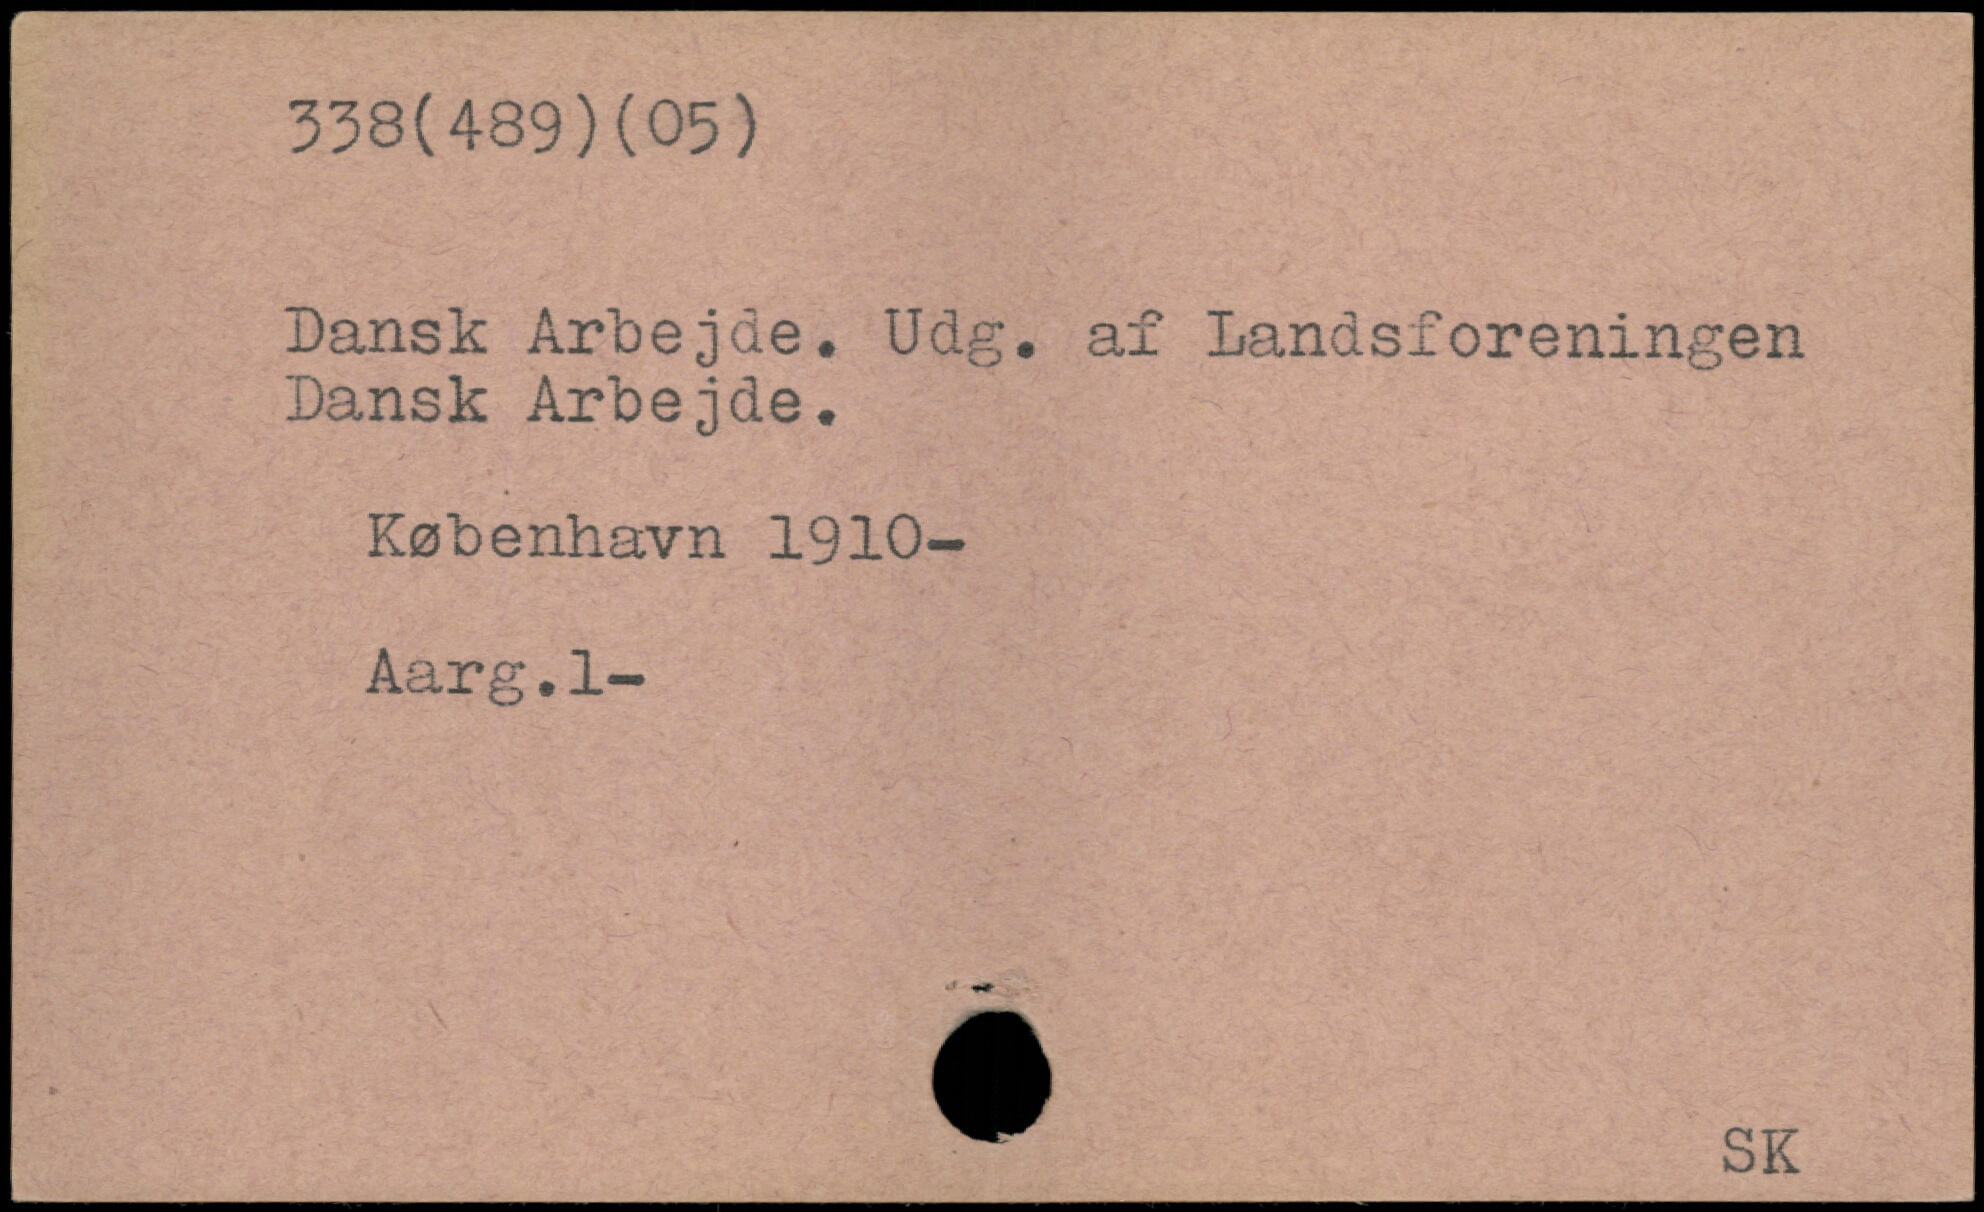 338(489)(05)
Dansk Arbejde. Udg. af Landsforeningen
Dansk Arbejde.
København 1910-
Aarg.1-
SK